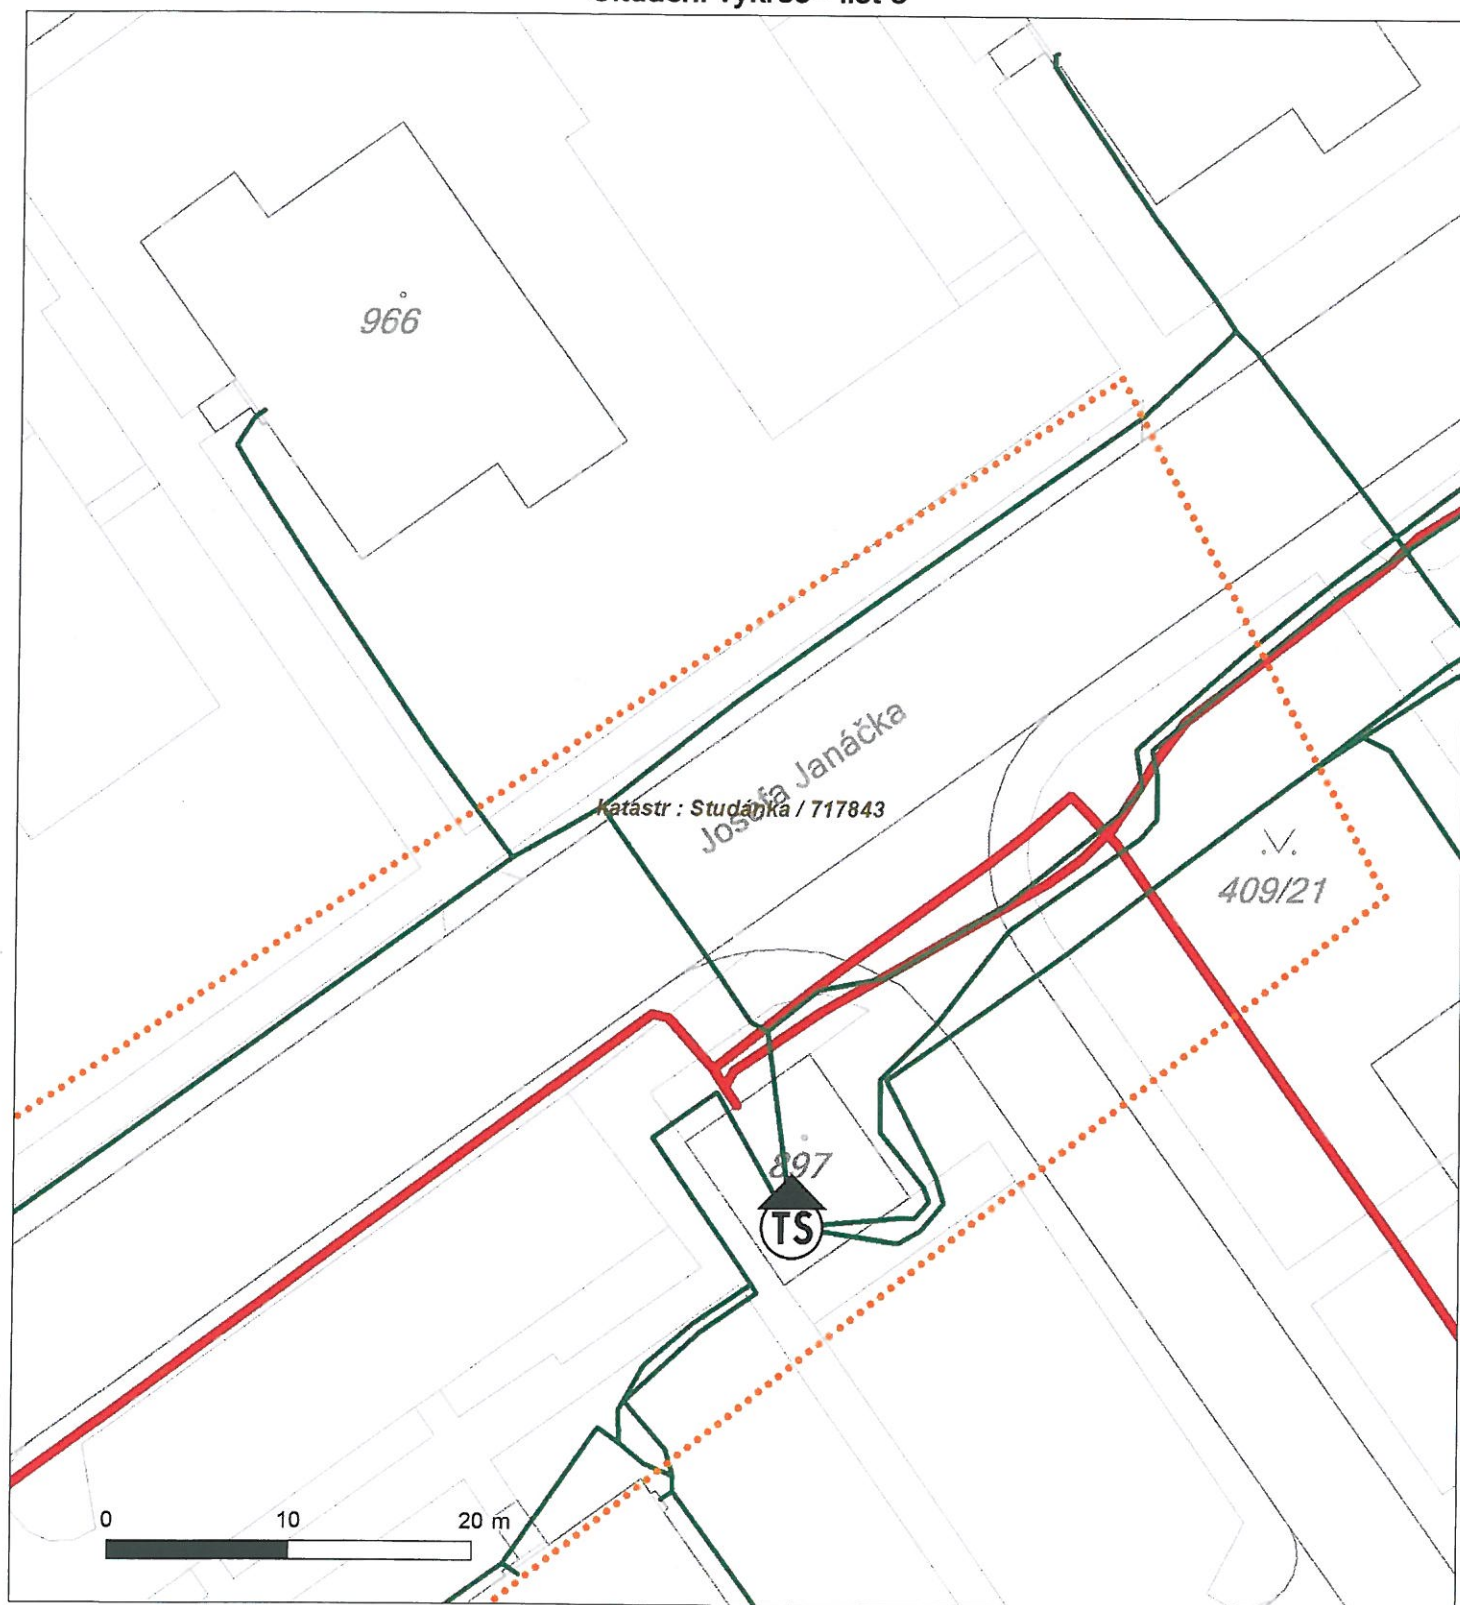 966
Josefa Janáčka
Katastr : Studánka / 717843
409/21
897
TS
0 10 20 m